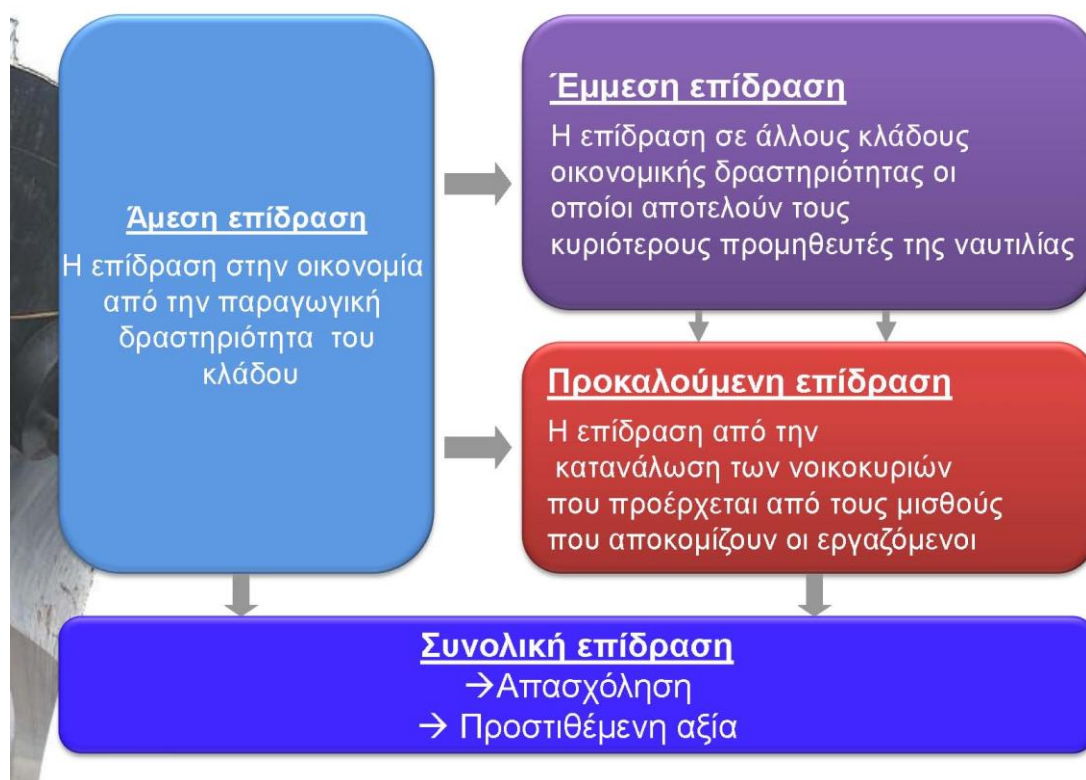 Άμεση επίδραση
Η επίδραση στην οικονομία
από την παραγωγική
δραστηριότητα του
κλάδου
Έμμεση επίδραση
Η επίδραση σε άλλους κλάδους
οικονομικής δραστηριότητας οι
οποίοι αποτελούν τους
κυριότερους προμηθευτές της ναυτιλίας
Προκαλούμενη επίδραση
Η επίδραση από την
κατανάλωση των νοικοκυριών
που προέρχεται από τους μισθούς
που αποκομίζουν οι εργαζόμενοι
Συνολική επίδραση
→Απασχόληση
→ Προστιθέμενη αξία